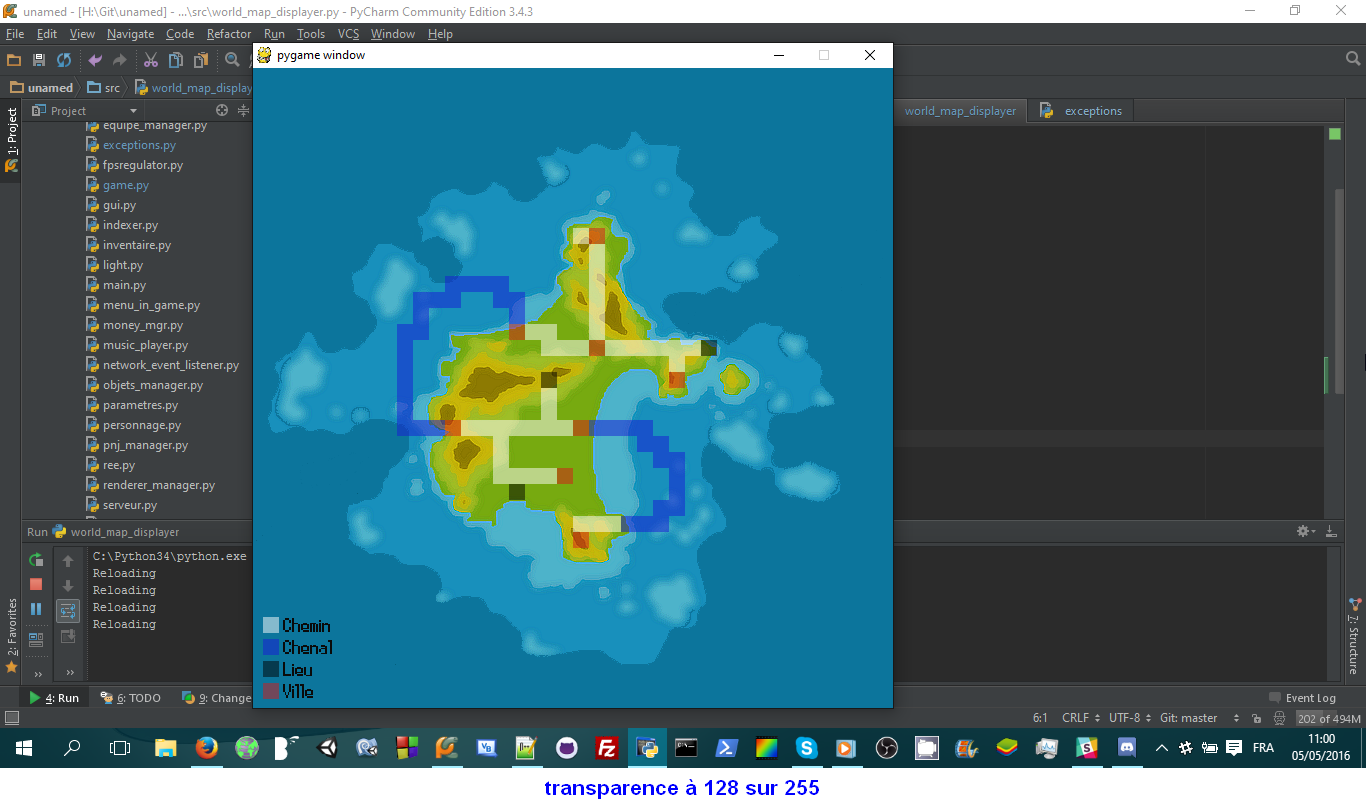 unnamed - [H:\Git\unamed] - ...\src\world_map_displayer.py - PyCharm Community Edition 3.4.3
File Edit View Navigate Code Refactor Run Tools VCS Window Help
pygame window
unnamed src world_map_display
Project
world_map_displayer exceptions
1: Project
equipe_manager.py
exceptions.py
fpsregulator.py
game.py
gui.py
indexer.py
inventaire.py
light.py
main.py
menu_in_game.py
money_mgr.py
music_player.py
network_event_listener.py
objets_manager.py
parametres.py
personnage.py
pnj_manager.py
ree.py
renderer_manager.py
serveur.py
Run world_map_displayer
C:\Python34\python.exe
Reloading
Reloading
Reloading
Reloading
2: Favorites
7: Structure
Chemin
Chenal
Lieu
Ville
4: Run 6: TODO 9: Change
Event Log
6:1 CRLF UTF-8 Git: master 202 of 494M
FRA
11:00
05/05/2016
transparence à 128 sur 255